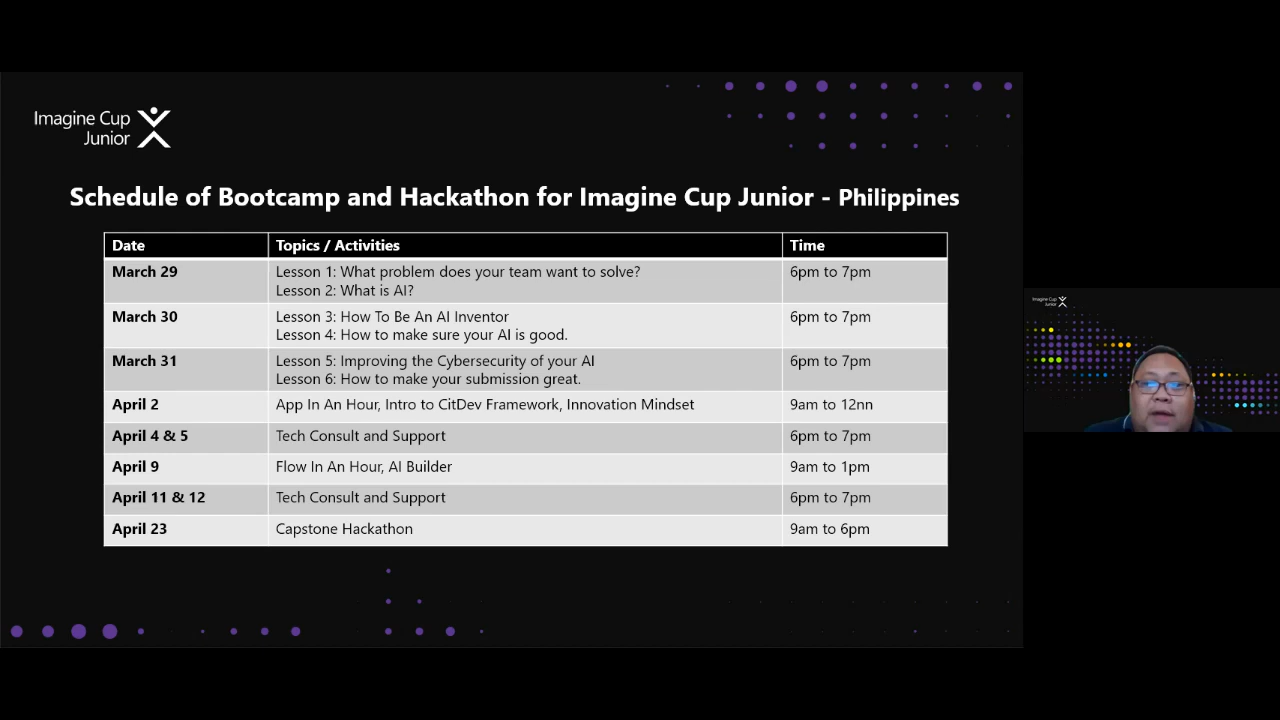 Imagine Cup
Junior
Schedule of Bootcamp and Hackathon for Imagine Cup Junior - Philippines
Date Topics / Activities Time
March 29 Lesson 1: What problem does your team want to solve? 6pm to 7pm
Lesson 2: What is AI?
March 30 Lesson 3: How To Be An AI Inventor 6pm to 7pm
Lesson 4: How to make sure your AI is good.
March 31 Lesson 5: Improving the Cybersecurity of your AI 6pm to 7pm
Lesson 6: How to make your submission great.
April 2 App In An Hour, Intro to CitDev Framework, Innovation Mindset 9am to 12nn
April 4 & 5 Tech Consult and Support 6pm to 7pm
April 9 Flow In An Hour, AI Builder 9am to 1pm
April 11 & 12 Tech Consult and Support 6pm to 7pm
April 23 Capstone Hackathon 9am to 6pm
Imagine Cup
Junior